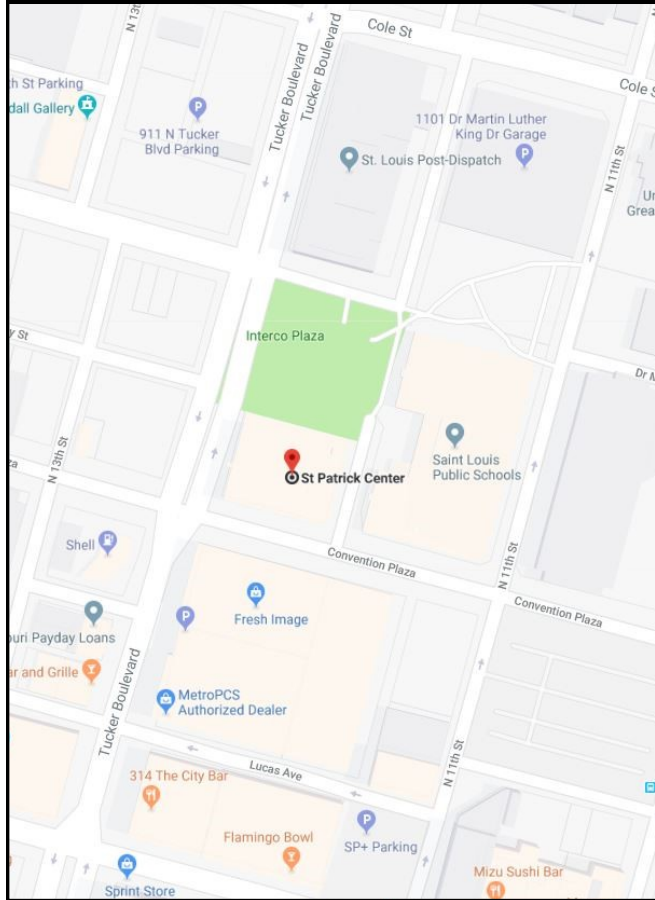 N 13th
Cole St
Cole S
Tucker Boulevard
Tucker Boulevard
th St Parking
dall Gallery
911 N Tucker
Blvd Parking
1101 Dr Martin Luther
King Dr Garage
St. Louis Post-Dispatch
N 11th St
Un
Grea
Interco Plaza
y St
Dr M
N 13th St
za
Saint Louis
Public Schools
St Patrick Center
Shell
Convention Plaza
N 11th St
Convention Plaza
Fresh Image
ouri Payday Loans
ar and Grille
Tucker Boulevard
MetroPCS
Authorized Dealer
Lucas Ave
N 11th St
314 The City Bar
Flamingo Bowl
SP+ Parking
Mizu Sushi Bar
Sprint Store